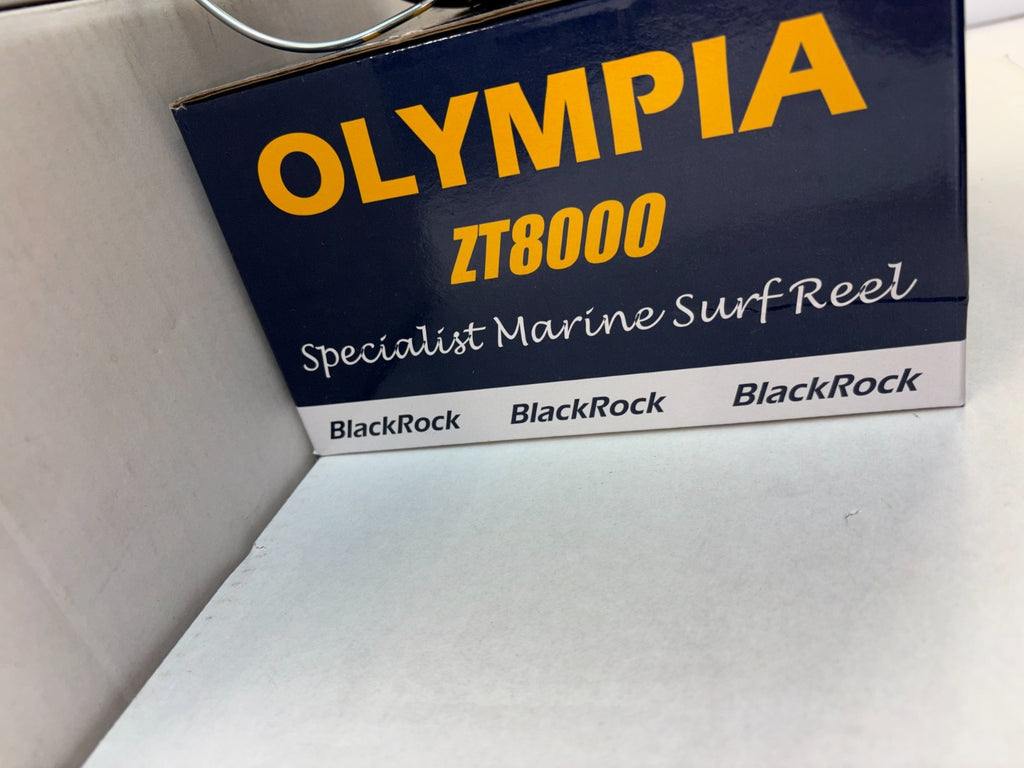 OLYMPIA
ZT8000
Specialist Marine Surf Reel
BlackRock BlackRock BlackRock